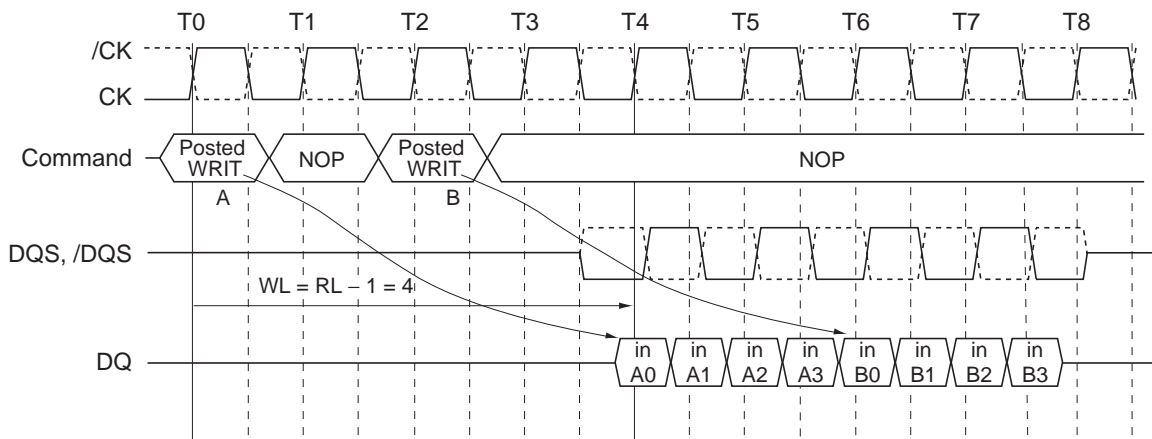 T0 T1 T2 T3 T4 T5 T6 T7 T8
/CK
CK
Command
Posted
WRIT
A
NOP
Posted
WRIT
B
NOP
DQS, /DQS
WL = RL − 1 = 4
DQ
in
A0
in
A1
in
A2
in
A3
in
B0
in
B1
in
B2
in
B3